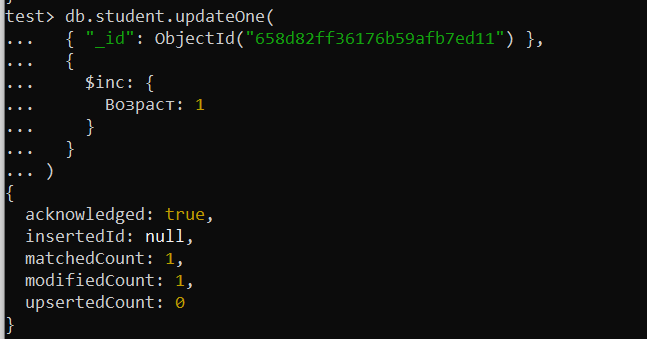 test> db.student.updateOne(
...   { "_id": ObjectId("658d82ff36176b59afb7ed11") },
...   {
...     $inc: {
...       Возраст: 1
...     }
...   }
... )
{
  acknowledged: true,
  insertedId: null,
  matchedCount: 1,
  modifiedCount: 1,
  upsertedCount: 0
}